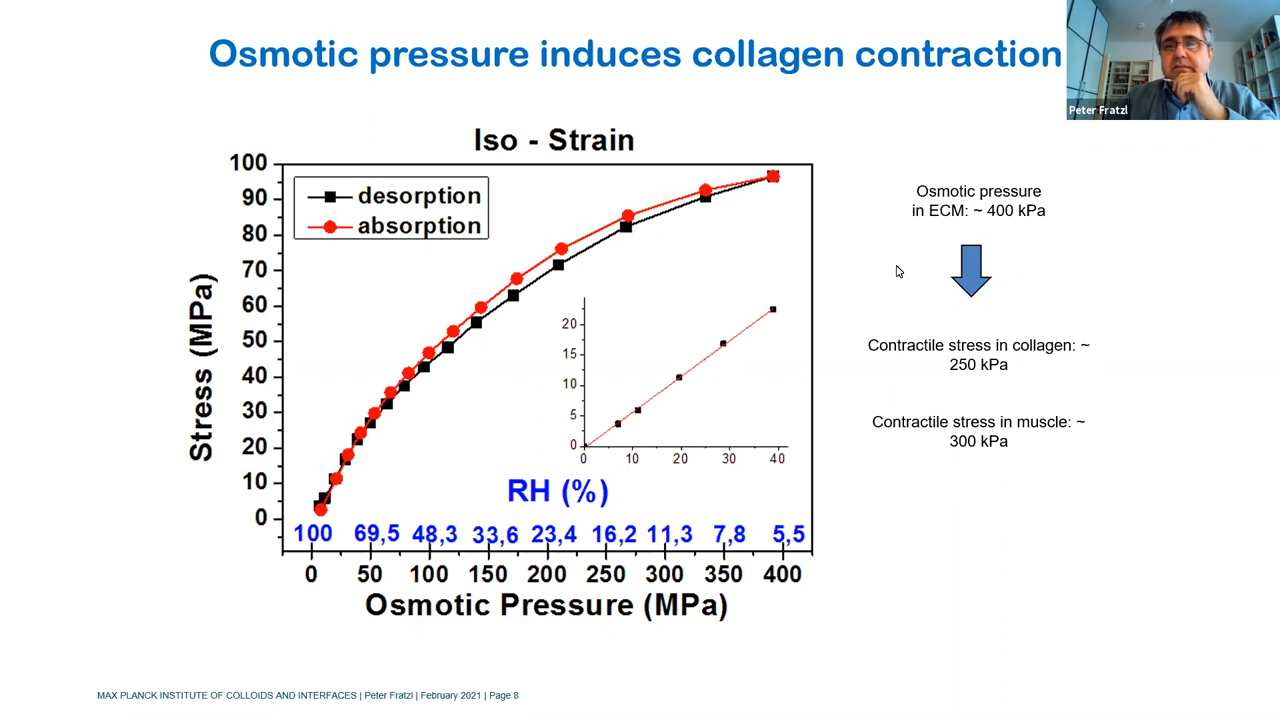 Osmotic pressure induces collagen contraction
Peter Fratzl
Iso - Strain
desorption
absorption
Stress (MPa)
100
90
80
70
60
50
40
30
20
10
0
20
15
10
5
0
0 10 20 30 40
RH (%)
100 69,5 48,3 33,6 23,4 16,2 11,3 7,8 5,5
0 50 100 150 200 250 300 350 400
Osmotic Pressure (MPa)
Osmotic pressure
in ECM: ~ 400 kPa
Contractile stress in collagen: ~
250 kPa
Contractile stress in muscle: ~
300 kPa
MAX PLANCK INSTITUTE OF COLLOIDS AND INTERFACES | Peter Fratzl | February 2021 | Page 8